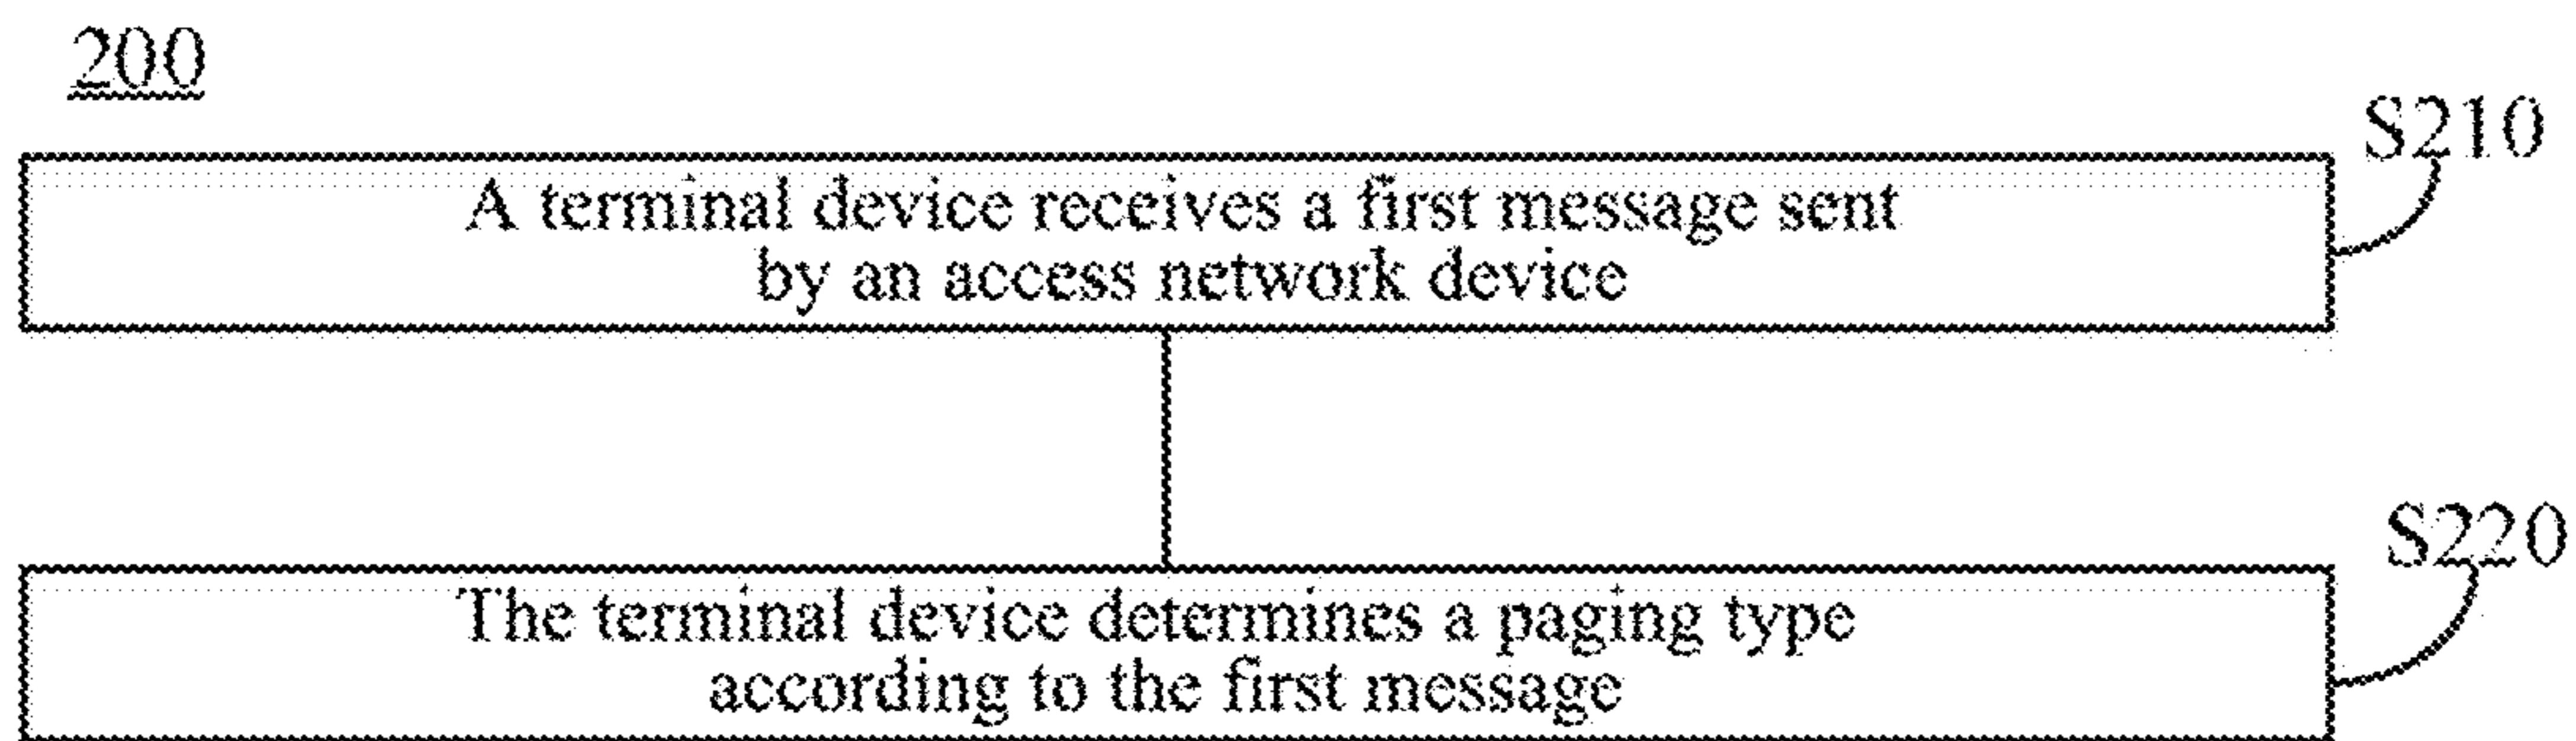 200
S210
A terminal device receives a first message sent
by an access network device
S220
The terminal device determines a paging type
according to the first message